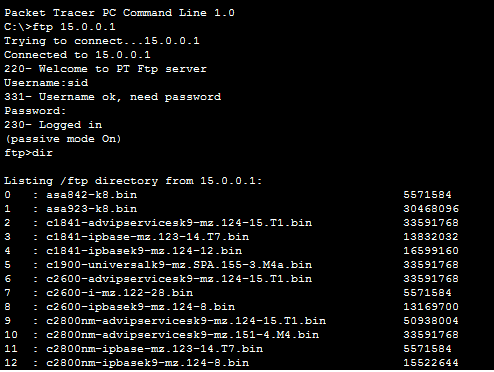 Packet Tracer PC Command Line 1.0
C:\>ftp 15.0.0.1
Trying to connect...15.0.0.1
Connected to 15.0.0.1
220- Welcome to PT Ftp server
Username:sid
331- Username ok, need password
Password:
230- Logged in
(passive mode On)
ftp>dir

Listing /ftp directory from 15.0.0.1:
0   : asa842-k8.bin                                      5571584
1   : asa923-k8.bin                                      30468096
2   : c1841-advipservicesk9-mz.124-15.T1.bin             33591768
3   : c1841-ipbase-mz.123-14.T7.bin                      13832032
4   : c1841-ipbasek9-mz.124-12.bin                       16599160
5   : c1900-universalk9-mz.SPA.155-3.M4a.bin             33591768
6   : c2600-advipservicesk9-mz.124-15.T1.bin             33591768
7   : c2600-i-mz.122-28.bin                              5571584
8   : c2600-ipbasek9-mz.124-8.bin                        13169700
9   : c2800nm-advipservicesk9-mz.124-15.T1.bin           50938004
10  : c2800nm-advipservicesk9-mz.151-4.M4.bin            33591768
11  : c2800nm-ipbase-mz.123-14.T7.bin                    5571584
12  : c2800nm-ipbasek9-mz.124-8.bin                      15522644